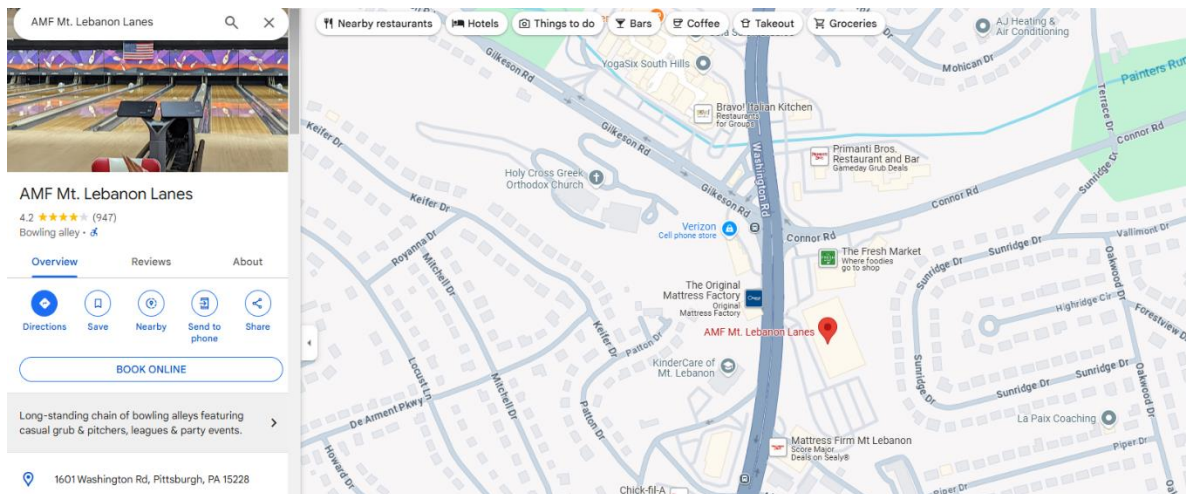 AMF Mt. Lebanon Lanes
AMF Mt. Lebanon Lanes
4.2 ★★★★★ (947)
Bowling alley •
Overview
Reviews
About
Directions
Save
Nearby
Send to
phone
Share
BOOK ONLINE
Long-standing chain of bowling alleys featuring
casual grub & pitchers, leagues & party events.
1601 Washington Rd, Pittsburgh, PA 15228
Nearby restaurants
Hotels
Things to do
Bars
Coffee
Takeout
Groceries
Gilkeson Rd
YogaSix South Hills
A.J Heating &
Air Conditioning
Mohican Dr
Painters Run
Terrace Dr
Bravo! Italian Kitchen
Restaurants
for Groups
Keifer Dr
Gilkeson Rd
Washington Rd
Connor Rd
Primanti Bros.
Restaurant and Bar
Gameday Grub Deals
Sunridge Dr
Holy Cross Greek
Orthodox Church
Gilkeson Rd
Connor Rd
Keifer Dr
Verizon
Cell phone store
Connor Rd
Vallimont Dr
Royanna Dr
Mitchell Dr
The Fresh Market
Where foodies
go to shop
Sunridge Dr
Sunridge Dr
Oakwood Dr
The Original
Mattress Factory
Original
Mattress Factory
Highridge Cir
Forestview Dr
AMF Mt. Lebanon Lanes
Keifer Dr
Patton Dr
KinderCare of
Mt. Lebanon
Locust Ln
Mitchell Dr
Sunridge Dr
Sunridge Dr
Oakwood Dr
De Arment Pkwy
Patton Dr
La Paix Coaching
Mattress Firm Mt Lebanon
Score Major
Deals on Sealy®
Piper Dr
Howard Dr
Chick-fil-A
Piper Dr